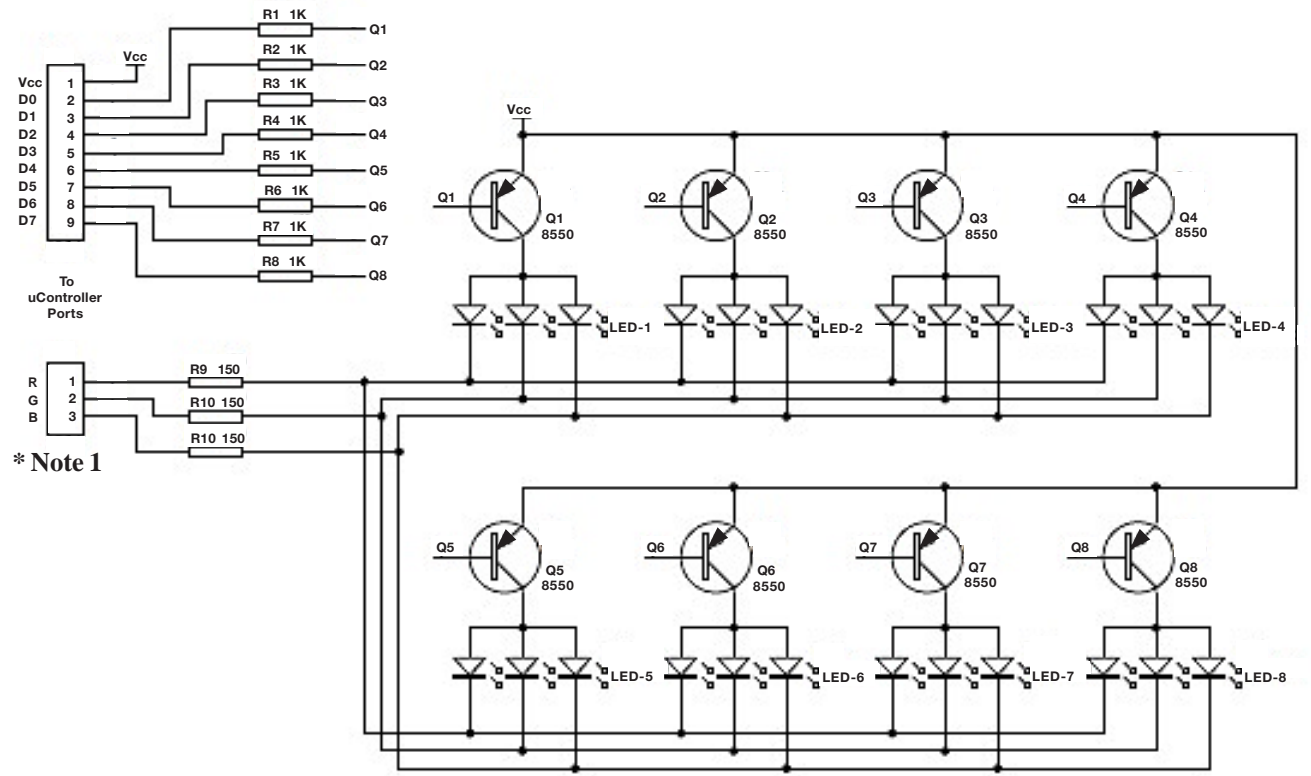 R1 1K
Q1
R2 1K
Q2
R3 1K
Q3
R4 1K
Q4
R5 1K
Q5
R6 1K
Q6
R7 1K
Q7
R8 1K
Q8
Vcc
Vcc 1
D0 2
D1 3
D2 4
D3 5
D4 6
D5 7
D6 8
D7 9
To
uController
Ports
Vcc
Q1
Q1
8550
Q2
Q2
8550
Q3
Q3
8550
Q4
Q4
8550
LED-1
LED-2
LED-3
LED-4
R 1
G 2
B 3
R9 150
R10 150
R10 150
* Note 1
Q5
Q5
8550
Q6
Q6
8550
Q7
Q7
8550
Q8
Q8
8550
LED-5
LED-6
LED-7
LED-8